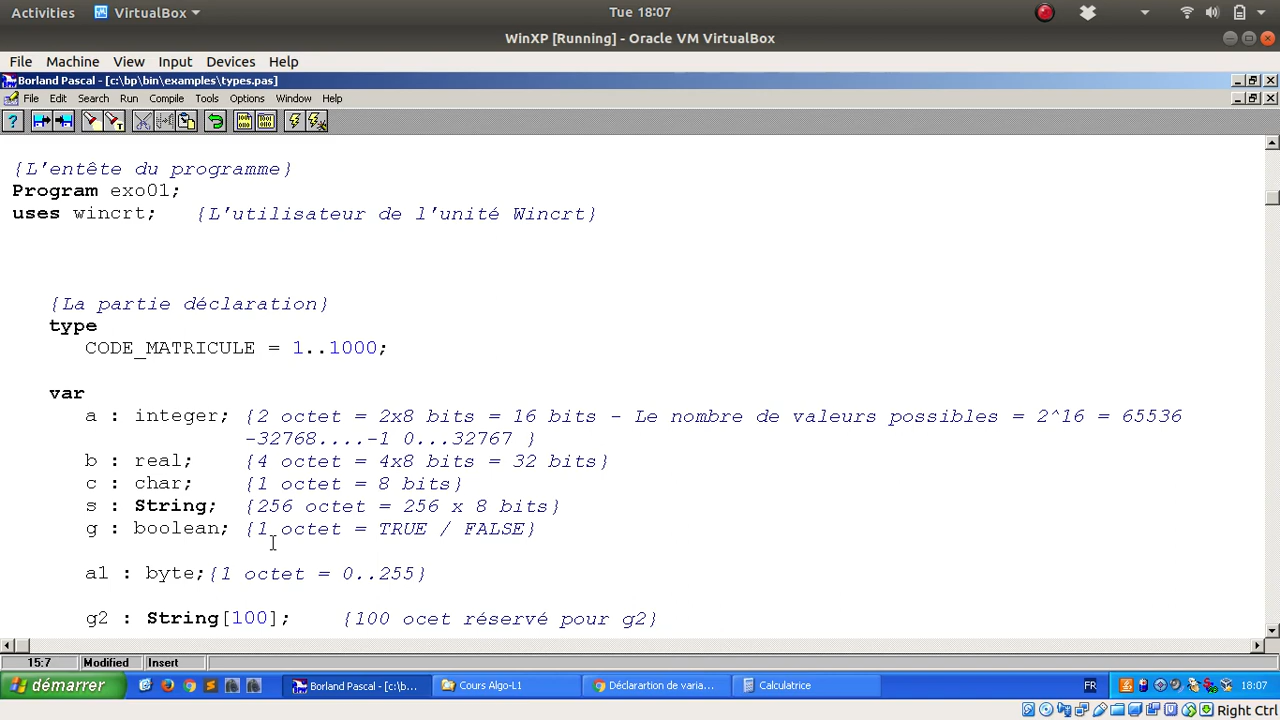 Activities VirtualBox Tue 18:07
WinXP [Running] - Oracle VM VirtualBox
File Machine View Input Devices Help
Borland Pascal - [c:\bp\bin\examples\types.pas]
File Edit Search Run Compile Tools Options Window Help
{L'entête du programme}
Program exo01;
uses wincrt; {L'utilisateur de l'unité Wincrt}
{La partie déclaration}
type
CODE_MATRICULE = 1..1000;
var
a : integer; {2 octet = 2x8 bits = 16 bits - Le nombre de valeurs possibles = 2^16 = 65536
-32768....-1 0...32767 }
b : real; {4 octet = 4x8 bits = 32 bits}
c : char; {1 octet = 8 bits}
s : String; {256 octet = 256 x 8 bits}
g : boolean; {1 octet = TRUE / FALSE}
a1 : byte;{1 octet = 0..255}
g2 : String[100]; {100 ocet réservé pour g2}
15:7 Modified Insert
démarrer Borland Pascal - [c:\b... Cours Algo-L1 Déclarartion de varia... Calculatrice FR 18:07
Right Ctrl